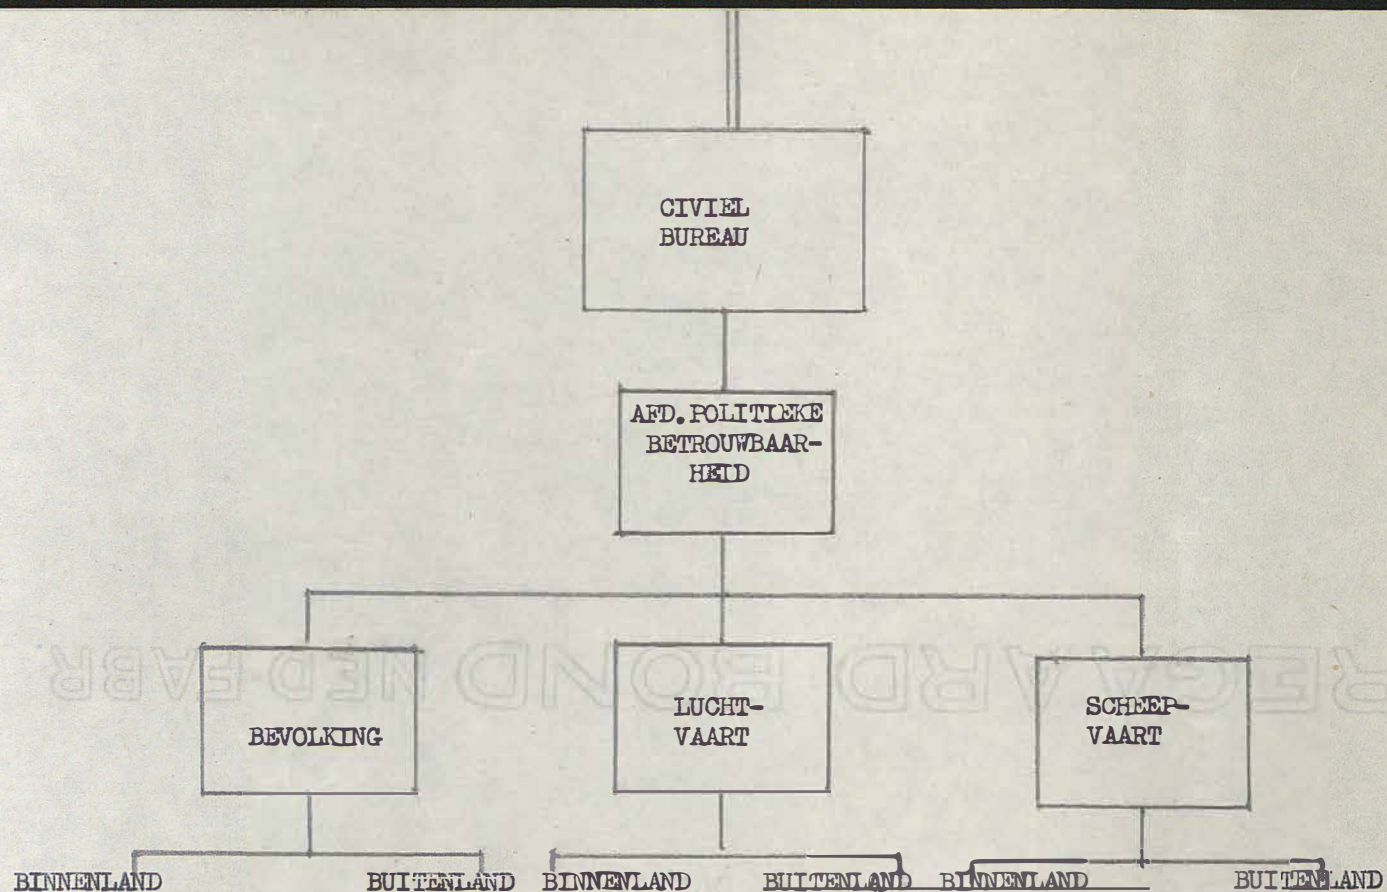 CIVIEL
BUREAU
AFD. POLITIEKE
BETROUWBAAR-
HEID
BEVOLKING
LUCHT-
VAART
SCHEEP-
VAART
BINNENLAND BUITENLAND BINNENLAND BUITENLAND BINNENLAND BUITENLAND